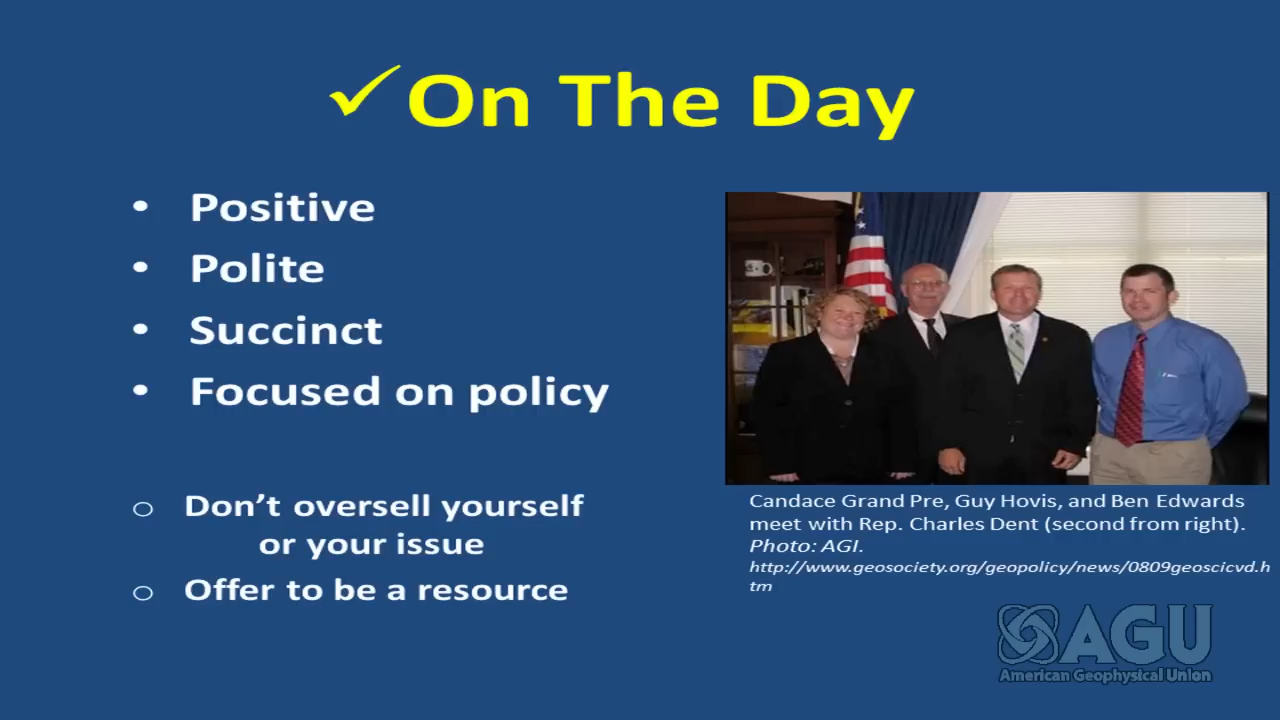 ✓On The Day
• Positive
• Polite
• Succinct
• Focused on policy
o Don’t oversell yourself
or your issue
o Offer to be a resource
Candace Grand Pre, Guy Hovis, and Ben Edwards
meet with Rep. Charles Dent (second from right).
Photo: AGI.
http://www.geosociety.org/geopolicy/news/0809geoscicvd.h
tm
AGU
American Geophysical Union